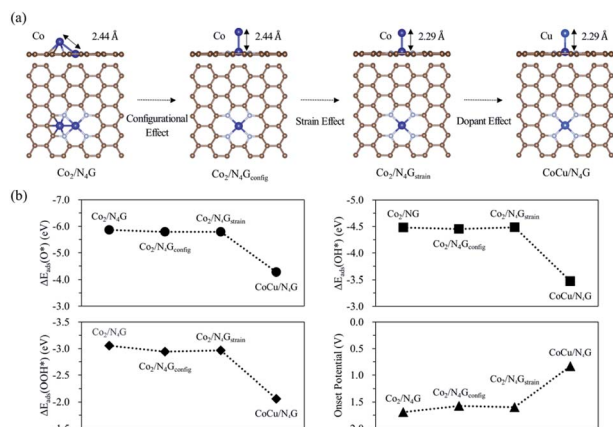 (a)
Co 2.44 Å
Co 2.44 Å
Co 2.29 Å
Cu 2.29 Å
Configurational
Effect
Strain Effect
Dopant Effect
Co₂/N₄G
Co₂/N₄Gconfig
Co₂/N₄Gstrain
CoCu/N₄G
(b)
ΔEads(O*) (eV)
-7.0
-6.0
-5.0
-4.0
-3.0
Co₂/N₄G
Co₂/N₄Gconfig
Co₂/N₄Gstrain
CoCu/N₄G
ΔEads(OH*) (eV)
-5.0
-4.5
-4.0
-3.5
-3.0
Co₂/NG
Co₂/N₄Gconfig
Co₂/N₄Gstrain
CoCu/N₄G
ΔEads(OOH*) (eV)
-3.5
-3.0
-2.5
-2.0
-1.5
Co₂/N₄G
Co₂/N₄Gconfig
Co₂/N₄Gstrain
CoCu/N₄G
Onset Potential (V)
0.0
0.5
1.0
1.5
2.0
Co₂/N₄G
Co₂/N₄Gconfig
Co₂/N₄Gstrain
CoCu/N₄G